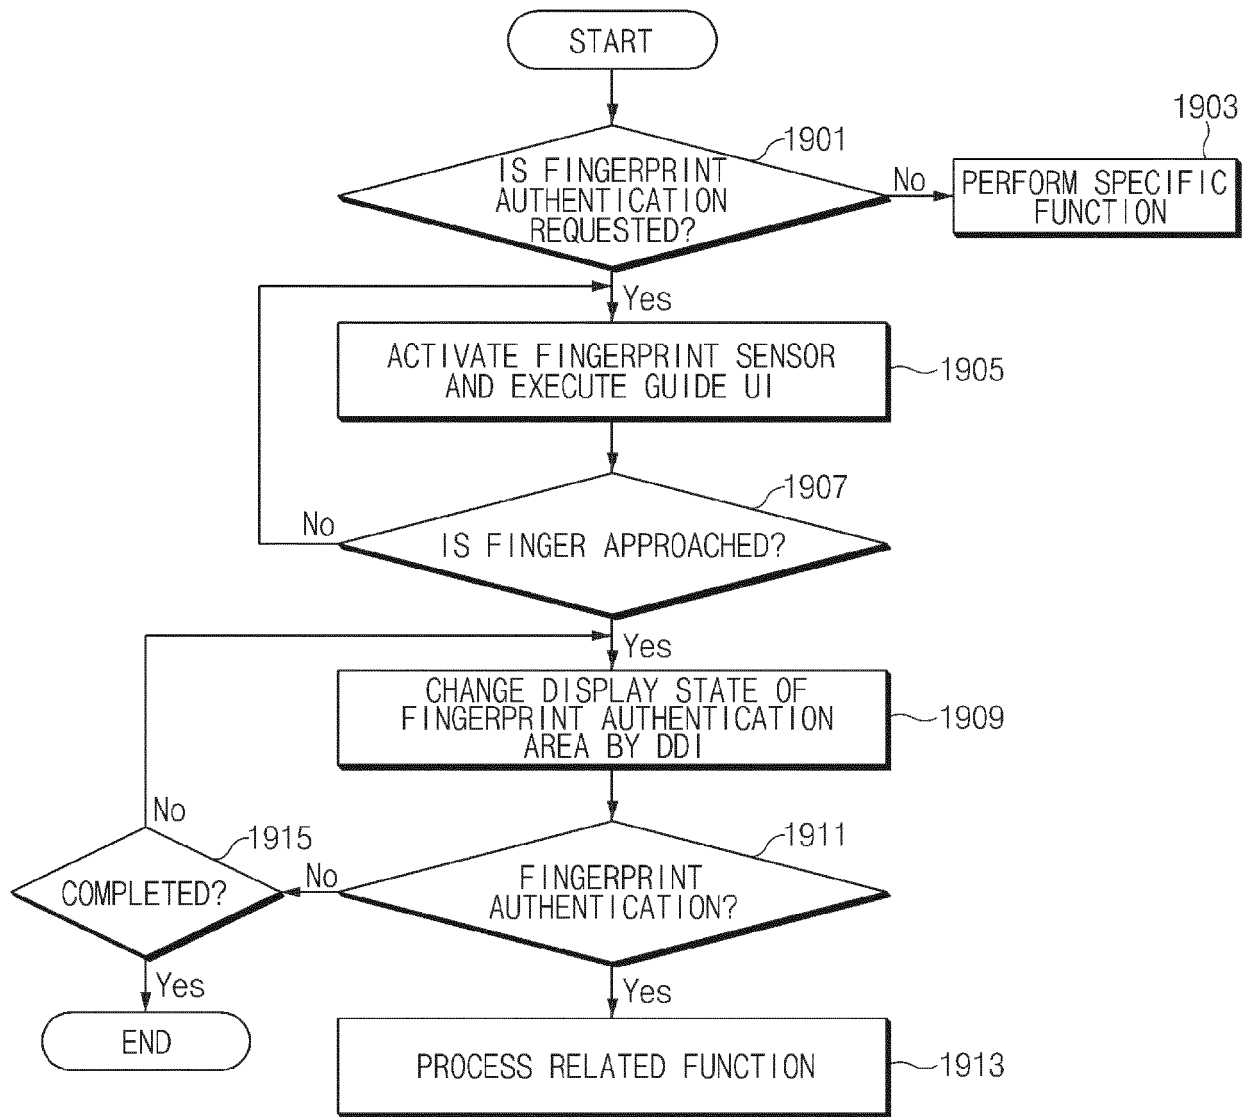 START
1901
1903
IS FINGERPRINT
AUTHENTICATION
REQUESTED?
No
PERFORM SPECIFIC
FUNCTION
Yes
ACTIVATE FINGERPRINT SENSOR
AND EXECUTE GUIDE UI
1905
1907
No
IS FINGER APPROACHED?
Yes
CHANGE DISPLAY STATE OF
FINGERPRINT AUTHENTICATION
AREA BY DDI
1909
No
1915
1911
COMPLETED?
No
FINGERPRINT
AUTHENTICATION?
Yes
Yes
END
PROCESS RELATED FUNCTION
1913